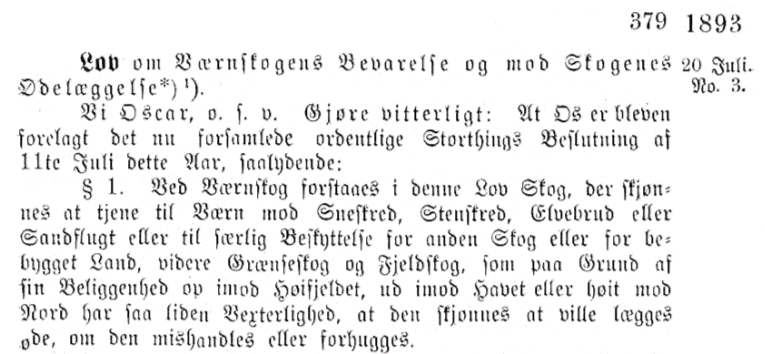 379 1893
Lov om Værnskogens Bevarelse og mod Skogenes 20 Juli.
Ødelæggelse*) ¹). No. 3.
Vi Oscar, o. s. v. Gjøre vitterligt: At Os er bleven
forelagt det nu forsamlede ordentlige Storthings Beslutning af
11te Juli dette Aar, saalydende:
§ 1. Ved Værnskog forstaaes i denne Lov Skog, der skjøn-
nes at tjene til Værn mod Sneskred, Stenskred, Elvebrud eller
Sandflugt eller til særlig Beskyttelse for anden Skog eller for be-
bygget Land, videre Grænseskog og Fjeldskog, som paa Grund af
sin Beliggenhed op imod Høifjeldet, ud imod Havet eller høit mod
Nord har saa liden Vexterlighed, at den skjønnes at ville lægges
øde, om den mishandles eller forhugges.